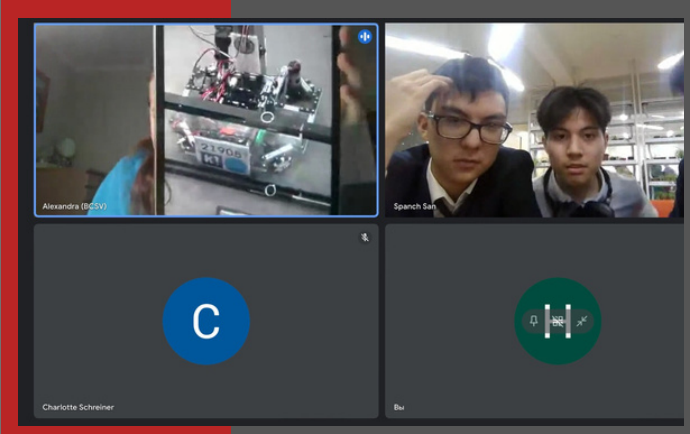 21906
Alexandra (BCSV)
Spanch San
C
H
Charlotte Schreiner
Вы